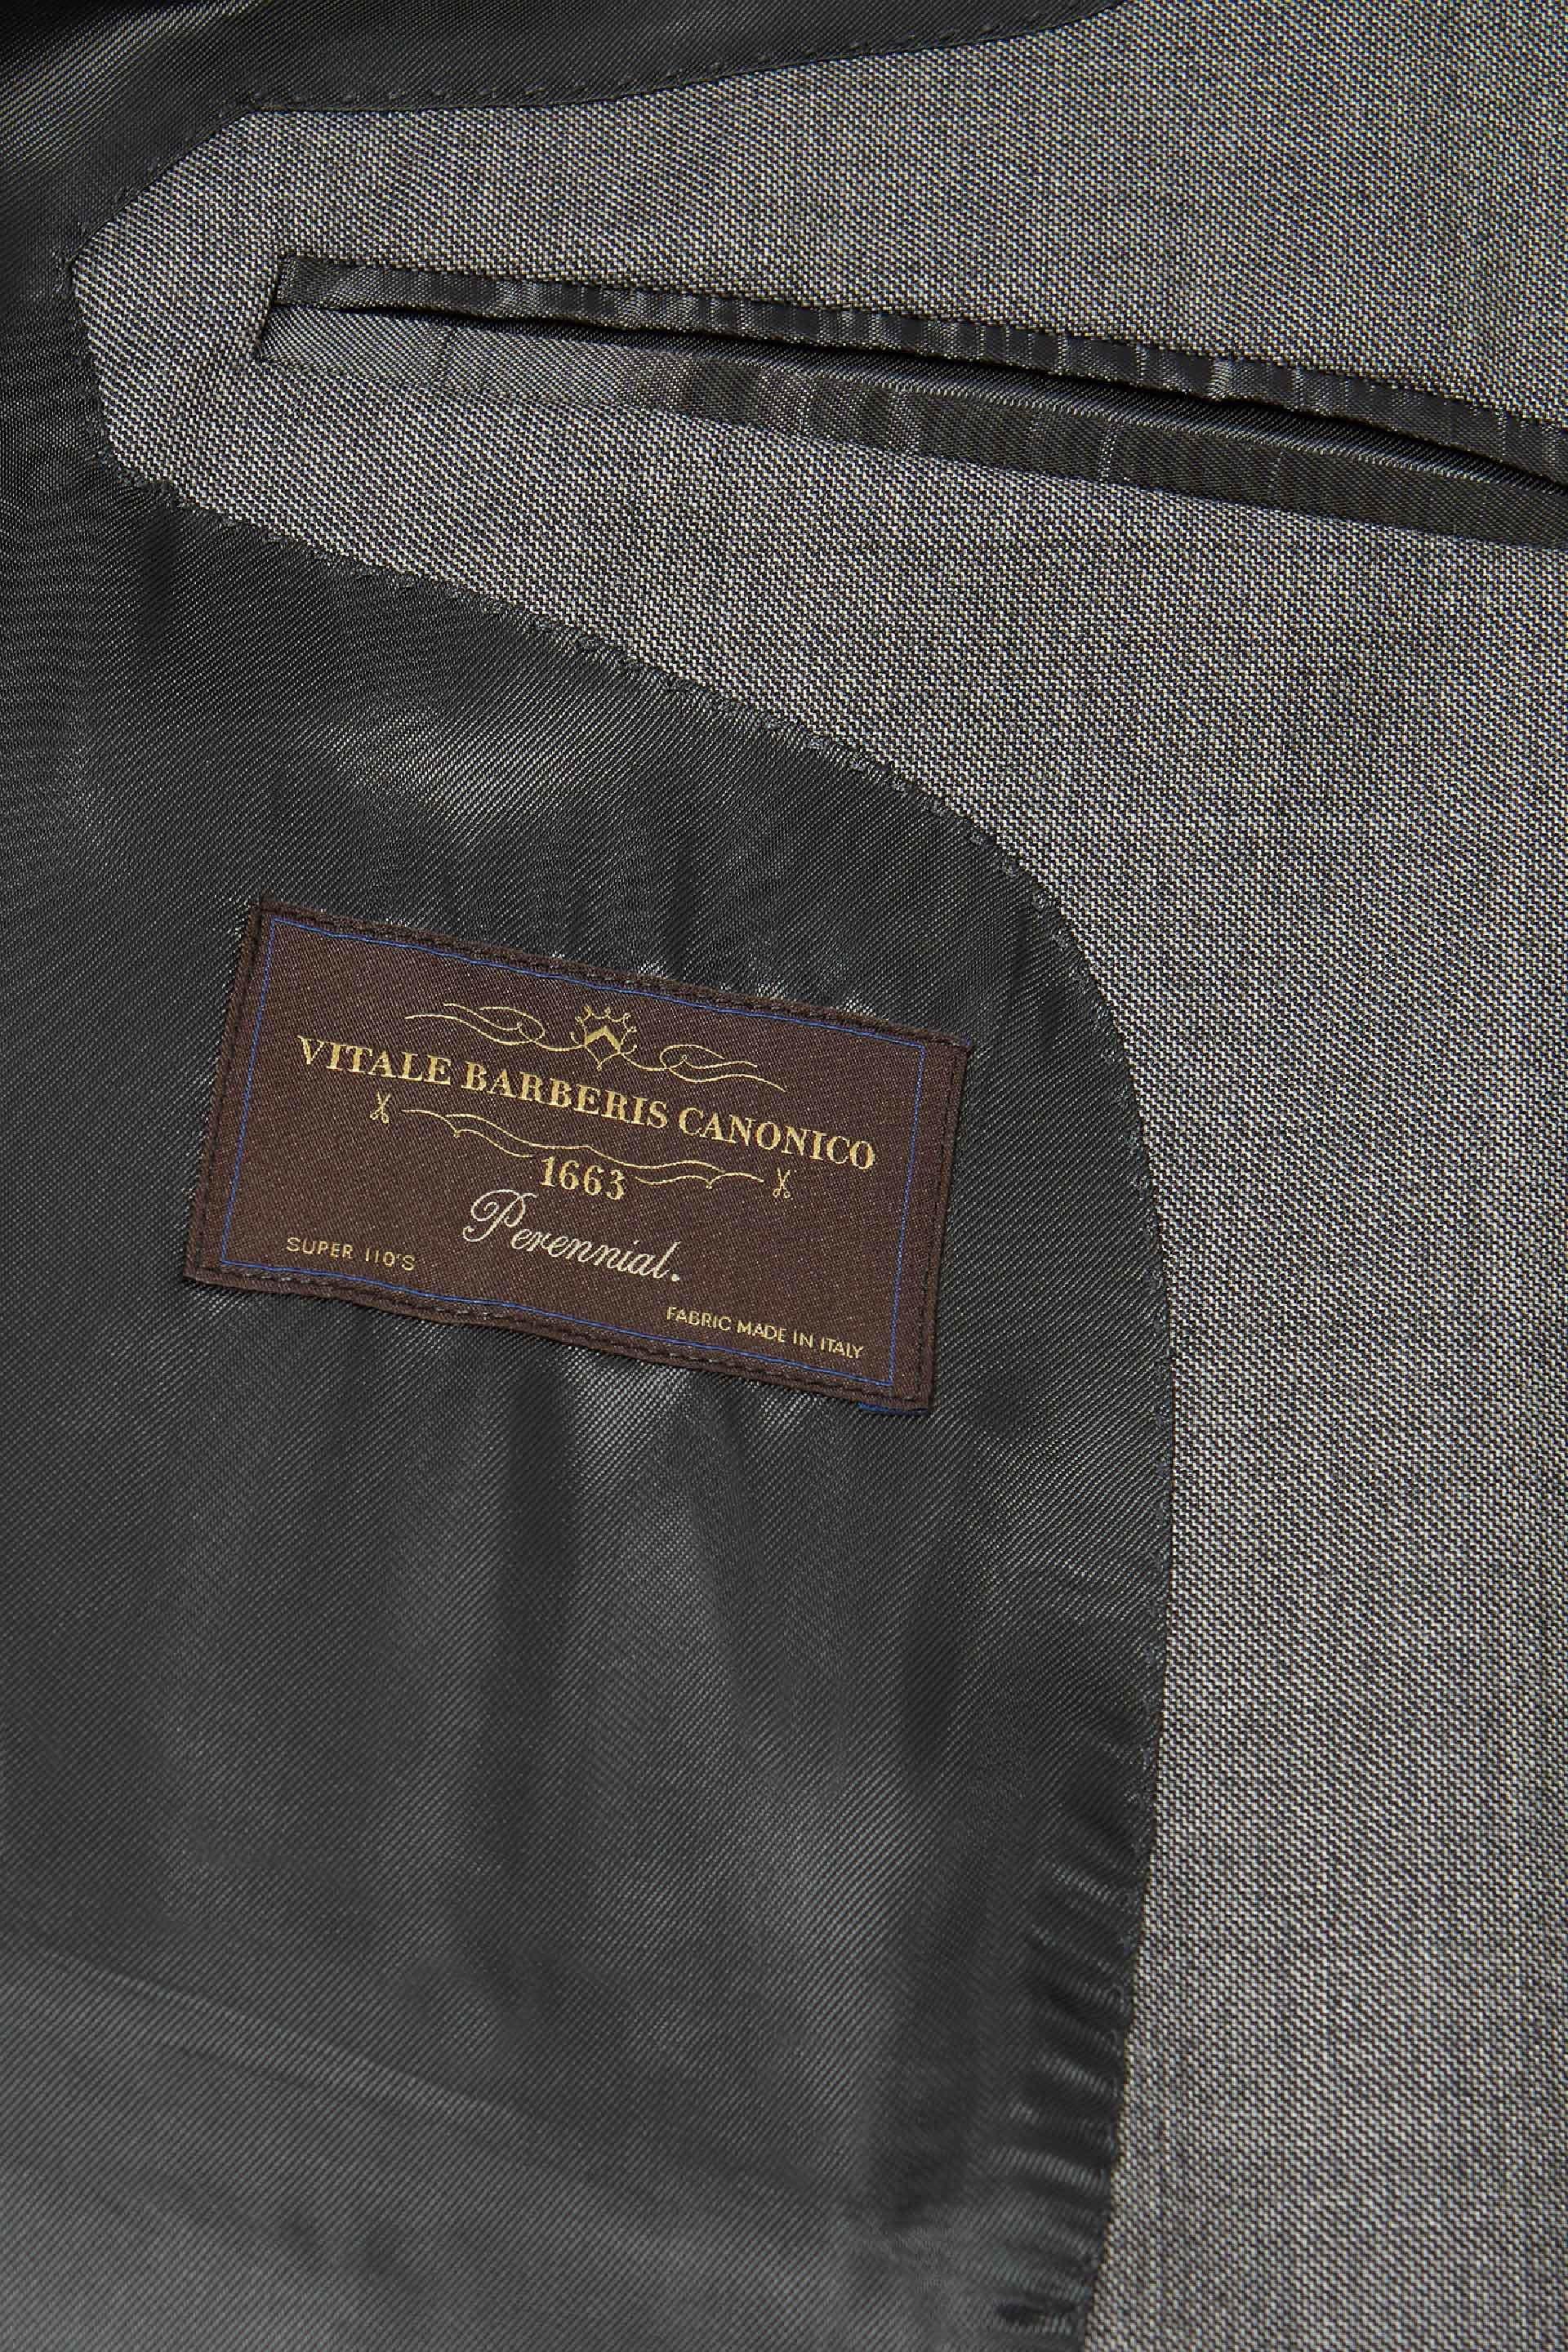 VITALE BARBERIS CANONICO
1663
Perennial.
SUPER 110'S
FABRIC MADE IN ITALY